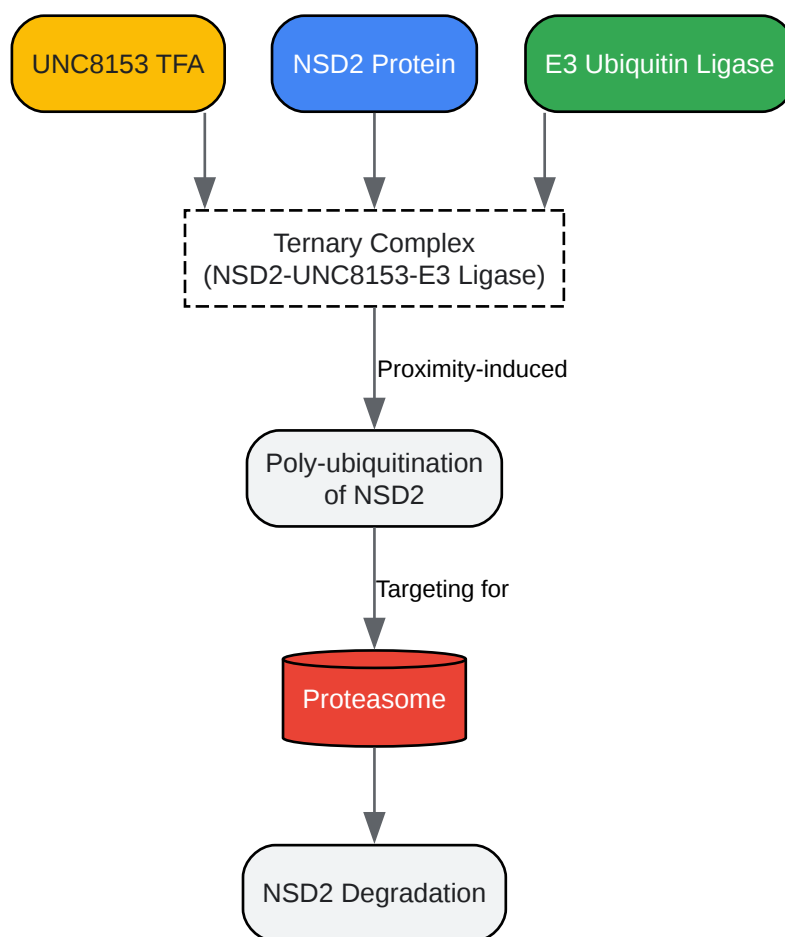 UNC8153 TFA
NSD2 Protein
E3 Ubiquitin Ligase
Ternary Complex
(NSD2-UNC8153-E3 Ligase)
Proximity-induced
Poly-ubiquitination
of NSD2
Targeting for
Proteasome
NSD2 Degradation